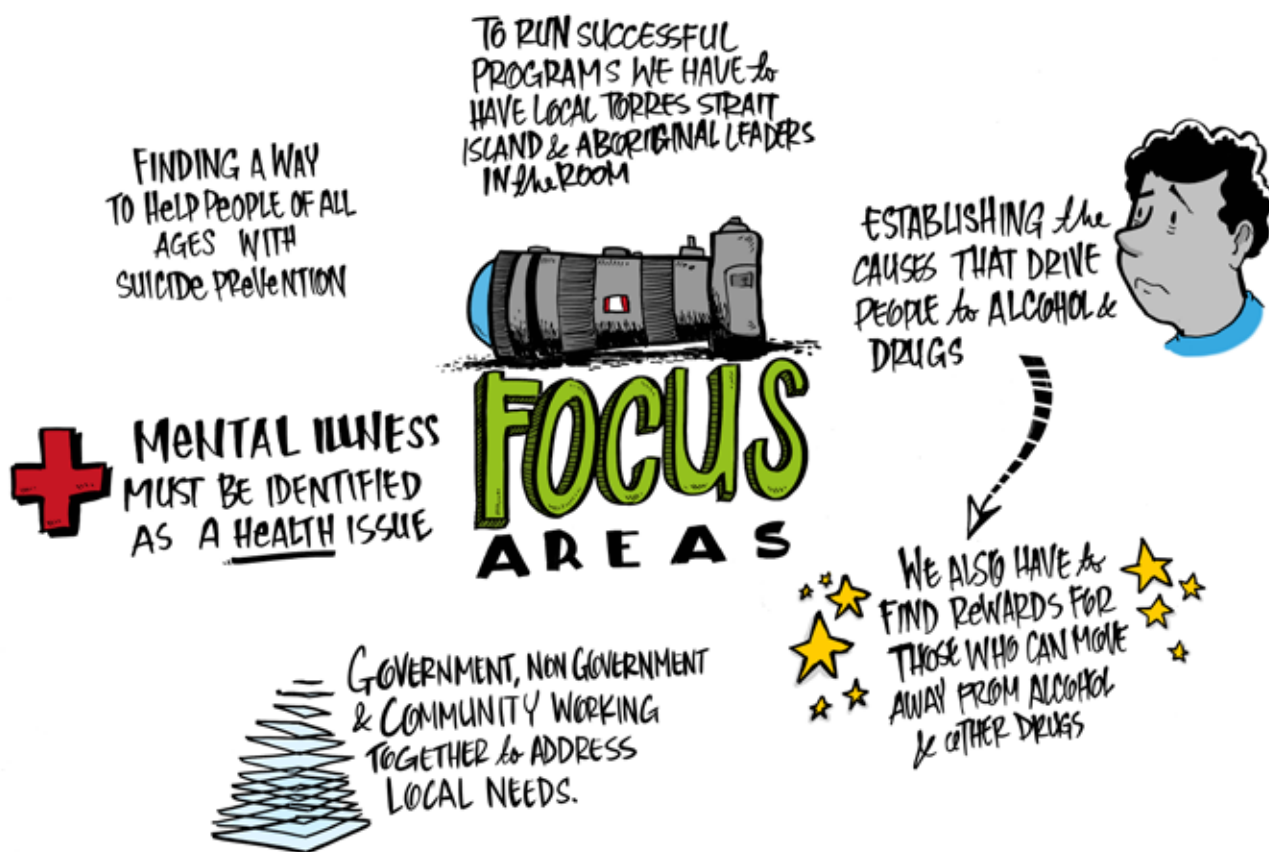 TO RUN SUCCESSFUL
PROGRAMS WE HAVE to
HAVE LOCAL TORRES STRAIT
ISLAND & ABORIGINAL LEADERS
IN the ROOM
FINDING A WAY
TO HELP PEOPLE OF ALL
AGES WITH
SUICIDE PREVENTION
ESTABLISHING the
CAUSES THAT DRIVE
PEOPLE to ALCOHOL &
DRUGS
MENTAL ILLNESS
MUST BE IDENTIFIED
AS A HEALTH ISSUE
FOCUS
AREAS
WE ALSO HAVE to
FIND REWARDS FOR
THOSE WHO CAN MOVE
AWAY FROM ALCOHOL
& OTHER DRUGS
GOVERNMENT, NON GOVERNMENT
& COMMUNITY WORKING
TOGETHER to ADDRESS
LOCAL NEEDS.